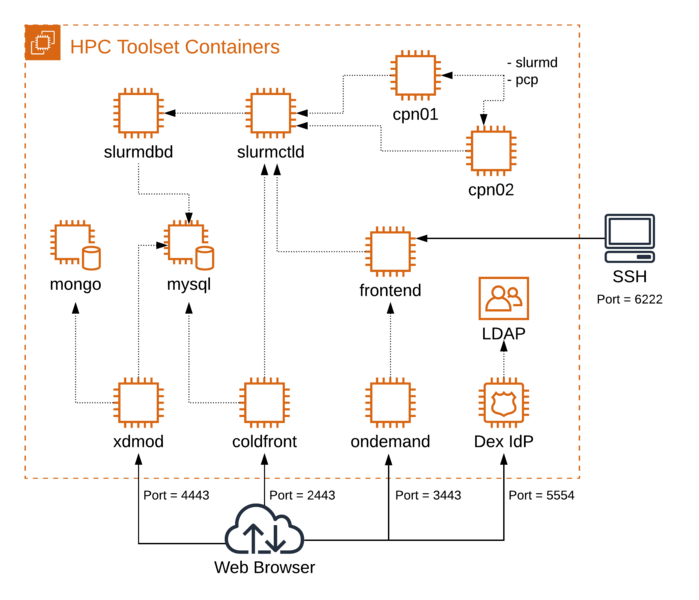 HPC Toolset Containers
- slurmd
- pcp
cpn01
slurmdbd
slurmctld
cpn02
mongo
mysql
frontend
SSH
Port = 6222
LDAP
xdmod
coldfront
ondemand
Dex IdP
Port = 4443
Port = 2443
Port = 3443
Port = 5554
Web Browser